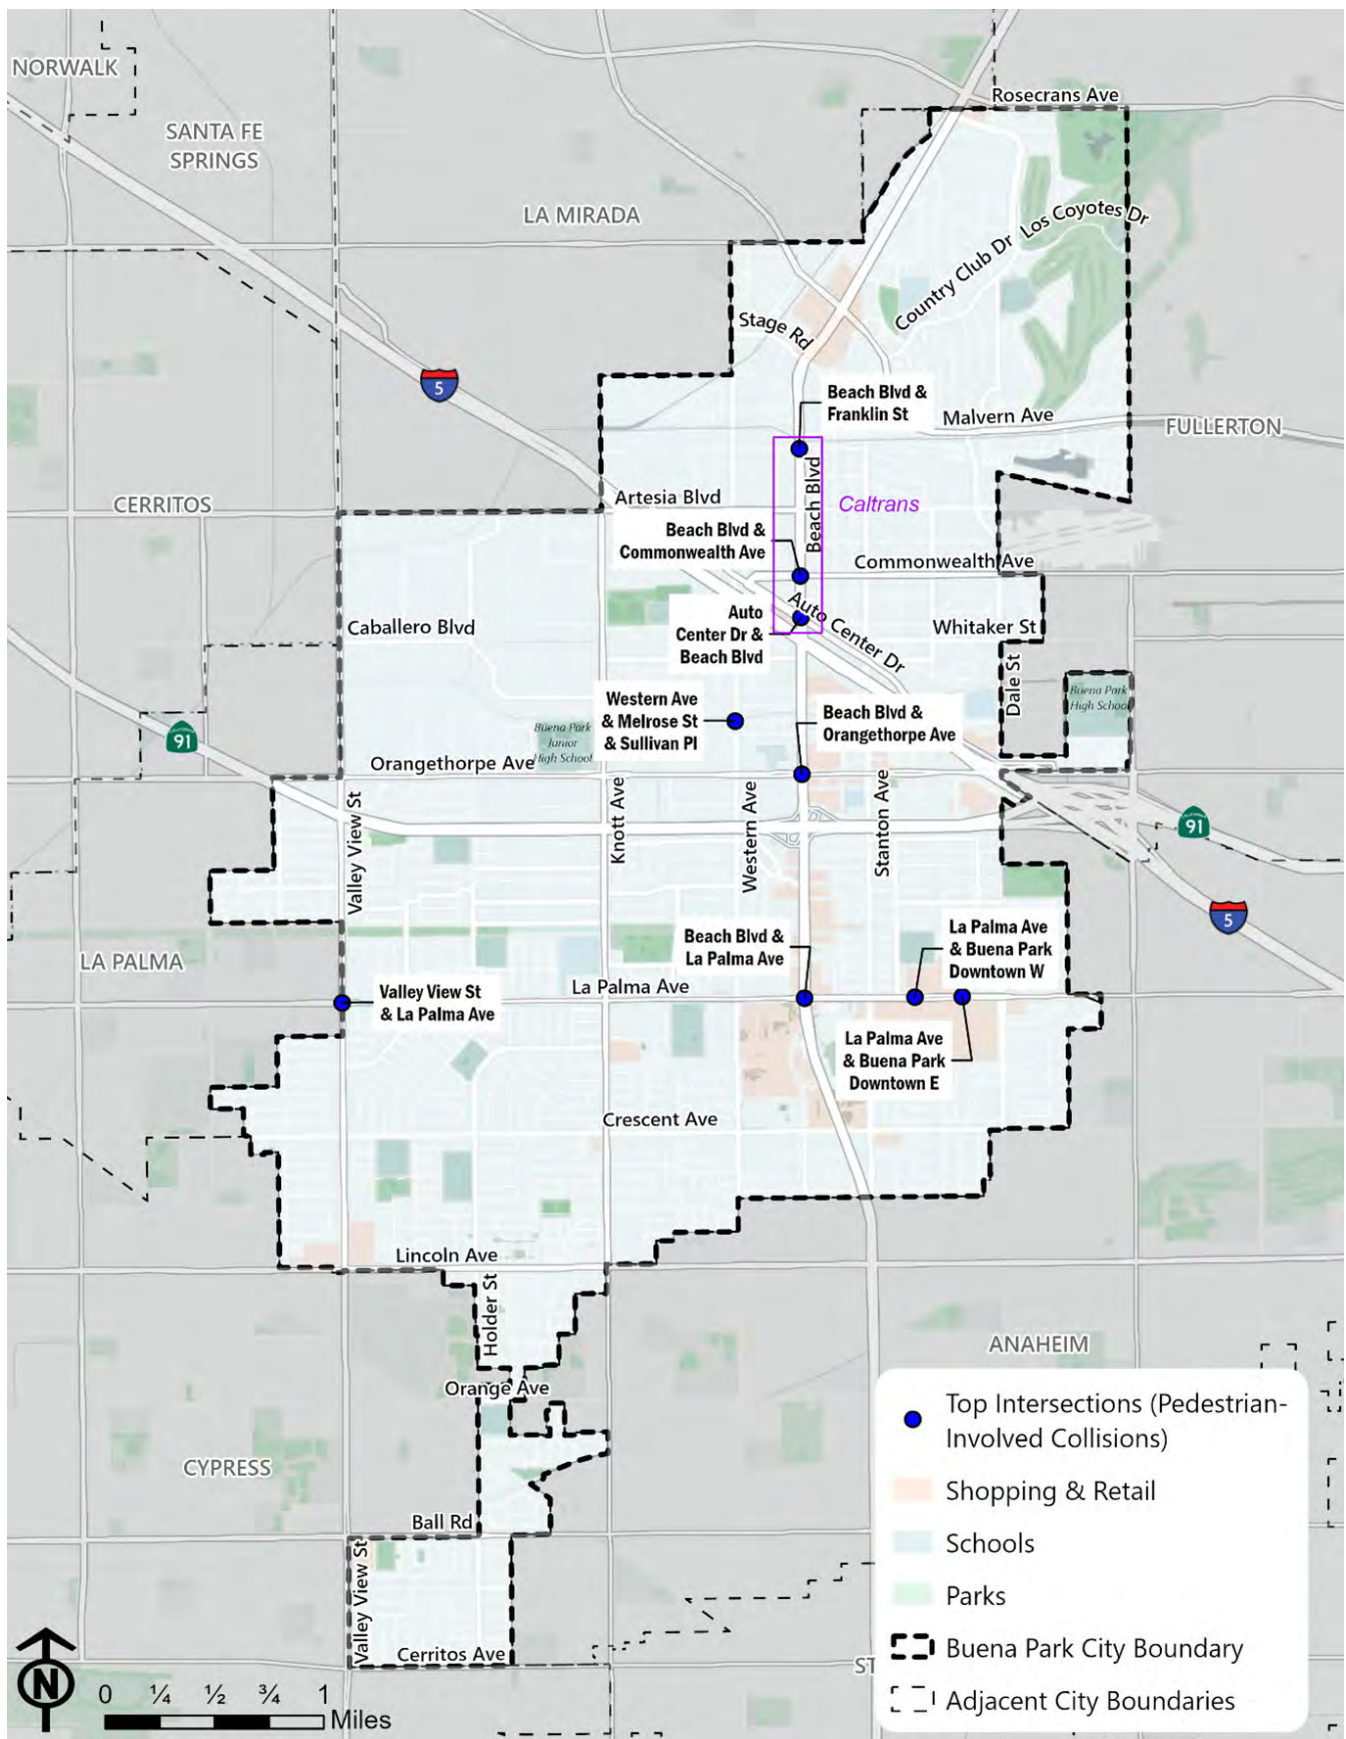 NORWALK
SANTA FE
SPRINGS
LA MIRADA
Rosecrans Ave
Los Coyotes Dr
Country Club Dr
Stage Rd
5
Beach Blvd &
Franklin St
Malvern Ave
FULLERTON
CERRITOS
Artesia Blvd
Beach Blvd
Caltrans
Beach Blvd &
Commonwealth Ave
Commonwealth Ave
Auto
Center Dr &
Beach Blvd
Auto Center Dr
Caballero Blvd
Whitaker St
Dale St
Buena Park
High School
Western Ave
& Melrose St
& Sullivan Pl
Beach Blvd &
Orangethorpe Ave
91
Buena Park
Junior
High School
Orangethorpe Ave
Valley View St
Knott Ave
Western Ave
Stanton Ave
91
5
LA PALMA
Beach Blvd &
La Palma Ave
La Palma Ave
& Buena Park
Downtown W
Valley View St
& La Palma Ave
La Palma Ave
La Palma Ave
& Buena Park
Downtown E
Crescent Ave
Lincoln Ave
Holder St
ANAHEIM
Orange Ave
CYPRESS
Ball Rd
Valley View St
Cerritos Ave
ST
Top Intersections (Pedestrian-
Involved Collisions)
Shopping & Retail
Schools
Parks
Buena Park City Boundary
Adjacent City Boundaries
N
0 ¼ ½ ¾ 1
Miles